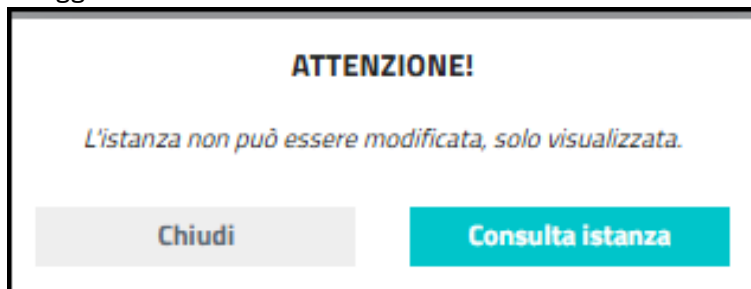 ATTENZIONE!
L'istanza non può essere modificata, solo visualizzata.
Chiudi
Consulta istanza